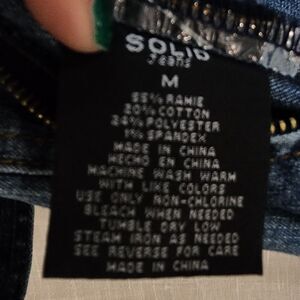 SOLID
Jeans
M
55% RAMIE
20% COTTON
24% POLYESTER
1% SPANDEX
MADE IN CHINA
HECHO EN CHINA
MACHINE WASH WARM
WITH LIKE COLORS
USE ONLY NON-CHLORINE
BLEACH WHEN NEEDED
TUMBLE DRY LOW
STEAM IRON AS NEEDED
SEE REVERSE FOR CARE
MADE IN CHINA